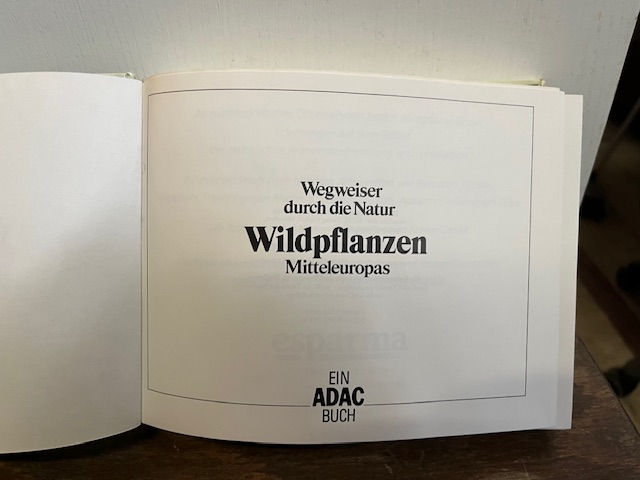 Wegweiser
durch die Natur
Wildpflanzen
Mitteleuropas
EIN
ADAC
BUCH